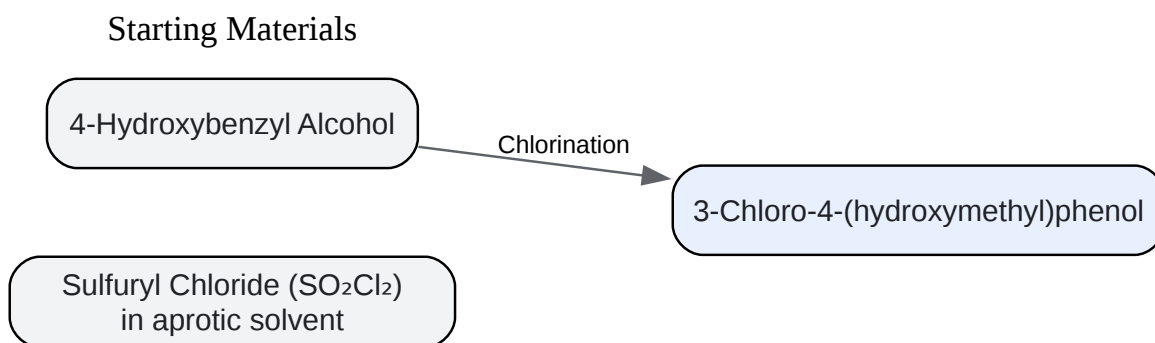 Starting Materials
4-Hydroxybenzyl Alcohol
Chlorination
3-Chloro-4-(hydroxymethyl)phenol
Sulfuryl Chloride (SO₂Cl₂)
in aprotic solvent